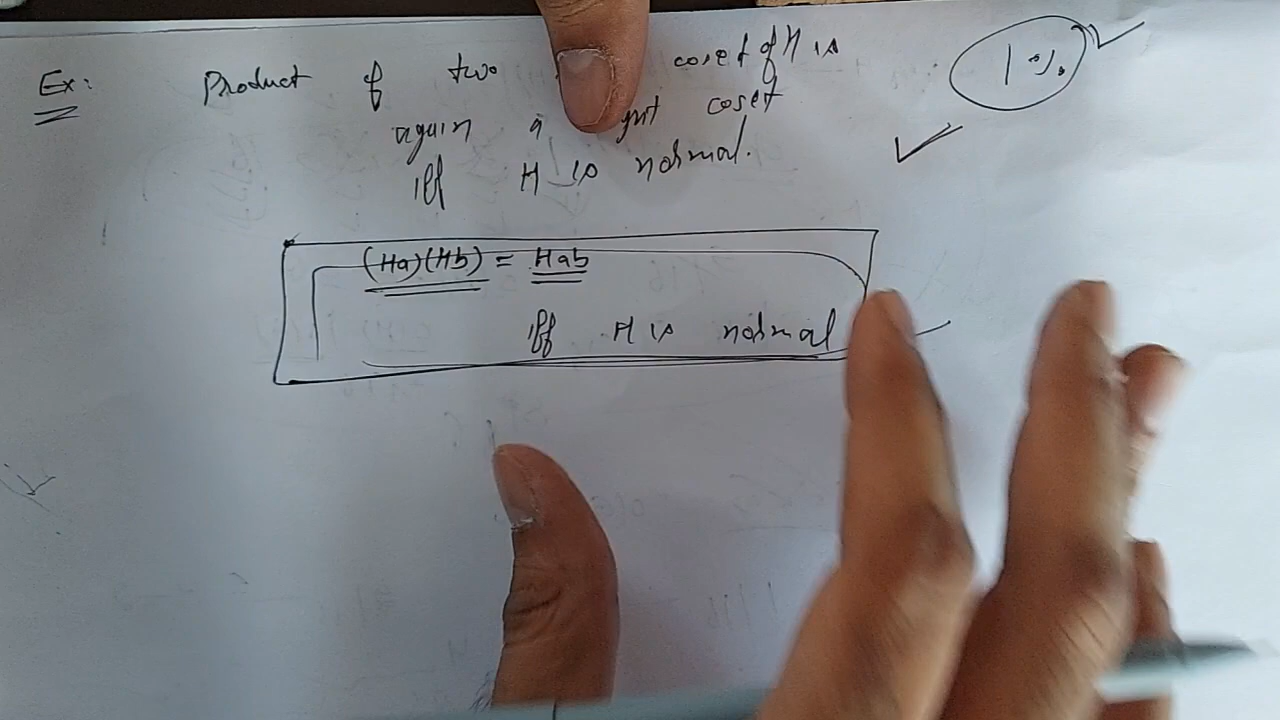 Ex: Product of two coset of H is
again a ght coset
iff H is normal.
1%
(Ha)(Hb) = Hab
iff H is normal